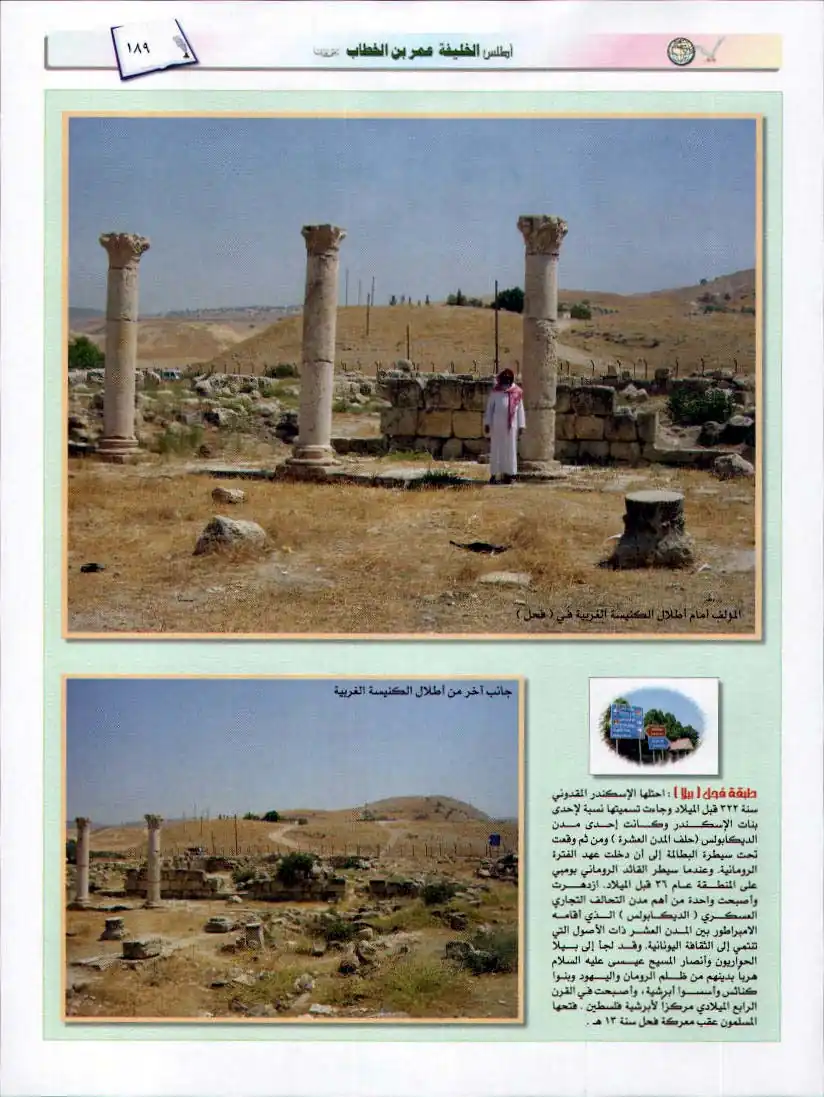 ١٨٩
أطلس الخليفة عمر بن الخطاب
المؤلف أمام أطلال الكنيسة الغربية في ( فحل )
جانب آخر من أطلال الكنيسة الغربية
طبقة فحل ( بيلا ) : احتلها الإسكندر المقدوني
سنة ٣٢٢ قبل الميلاد وجاءت تسميتها نسبة لإحدى
بنات الإسكندر وكانت إحدى مدن
الديكابولس (حلف المدن العشرة ) ومن ثم وقعت
تحت سيطرة البطالمة إلى أن دخلت عهد الفترة
الرومانية. وعندما سيطر القائد الروماني بومبي
على المنطقة عام ٣٦ قبل الميلاد. ازدهرت
وأصبحت واحدة من أهم مدن التحالف التجاري
العسكري ( الديكابولس ) الذي أقامه
الامبراطور بين المدن العشر ذات الأصول التي
تنتمي إلى الثقافة اليونانية. وقد لجأ إلى بيلا
الحواريون وأنصار المسيح عيسى عليه السلام
هرباً بدينهم من ظلم الرومان واليهود وبنوا
كنائس وأسسوا أبرشية ، وأصبحت في القرن
الرابع الميلادي مركزاً لأبرشية فلسطين . فتحها
المسلمون عقب معركة فحل سنة ١٣ هـ .